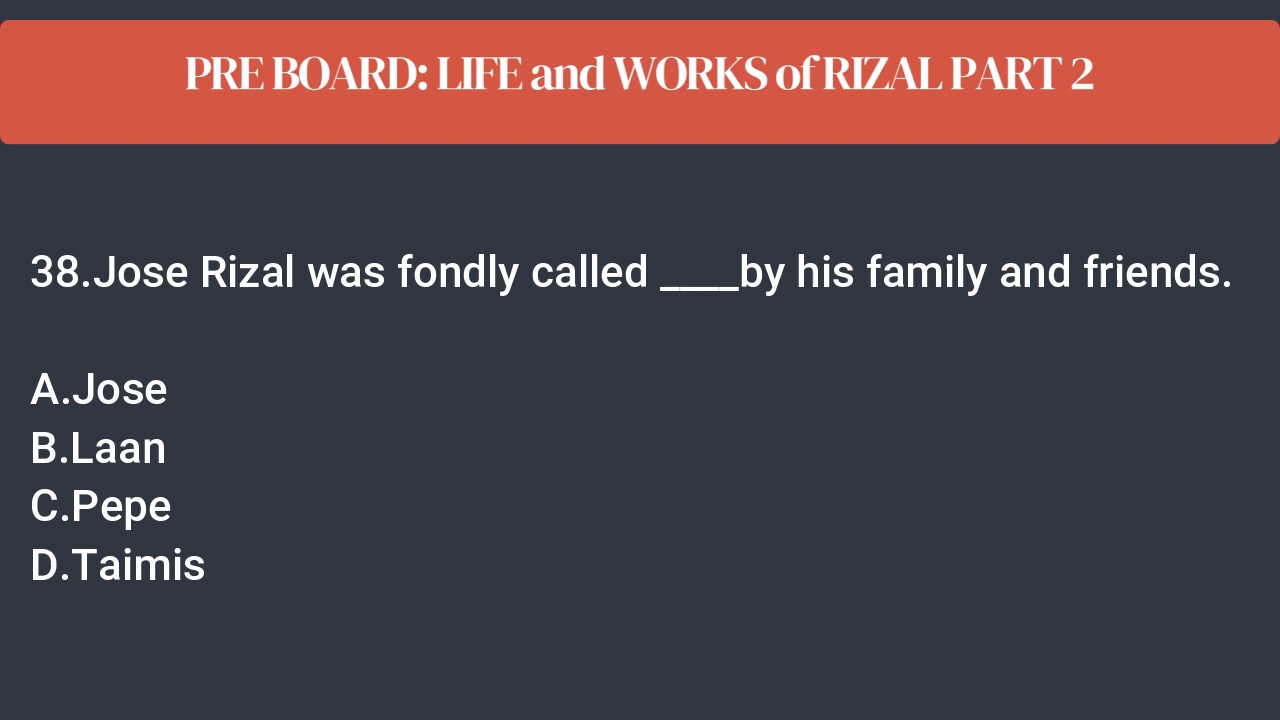 PRE BOARD: LIFE and WORKS of RIZAL PART 2
38.Jose Rizal was fondly called ____by his family and friends.
A.Jose
B.Laan
C.Pepe
D.Taimis